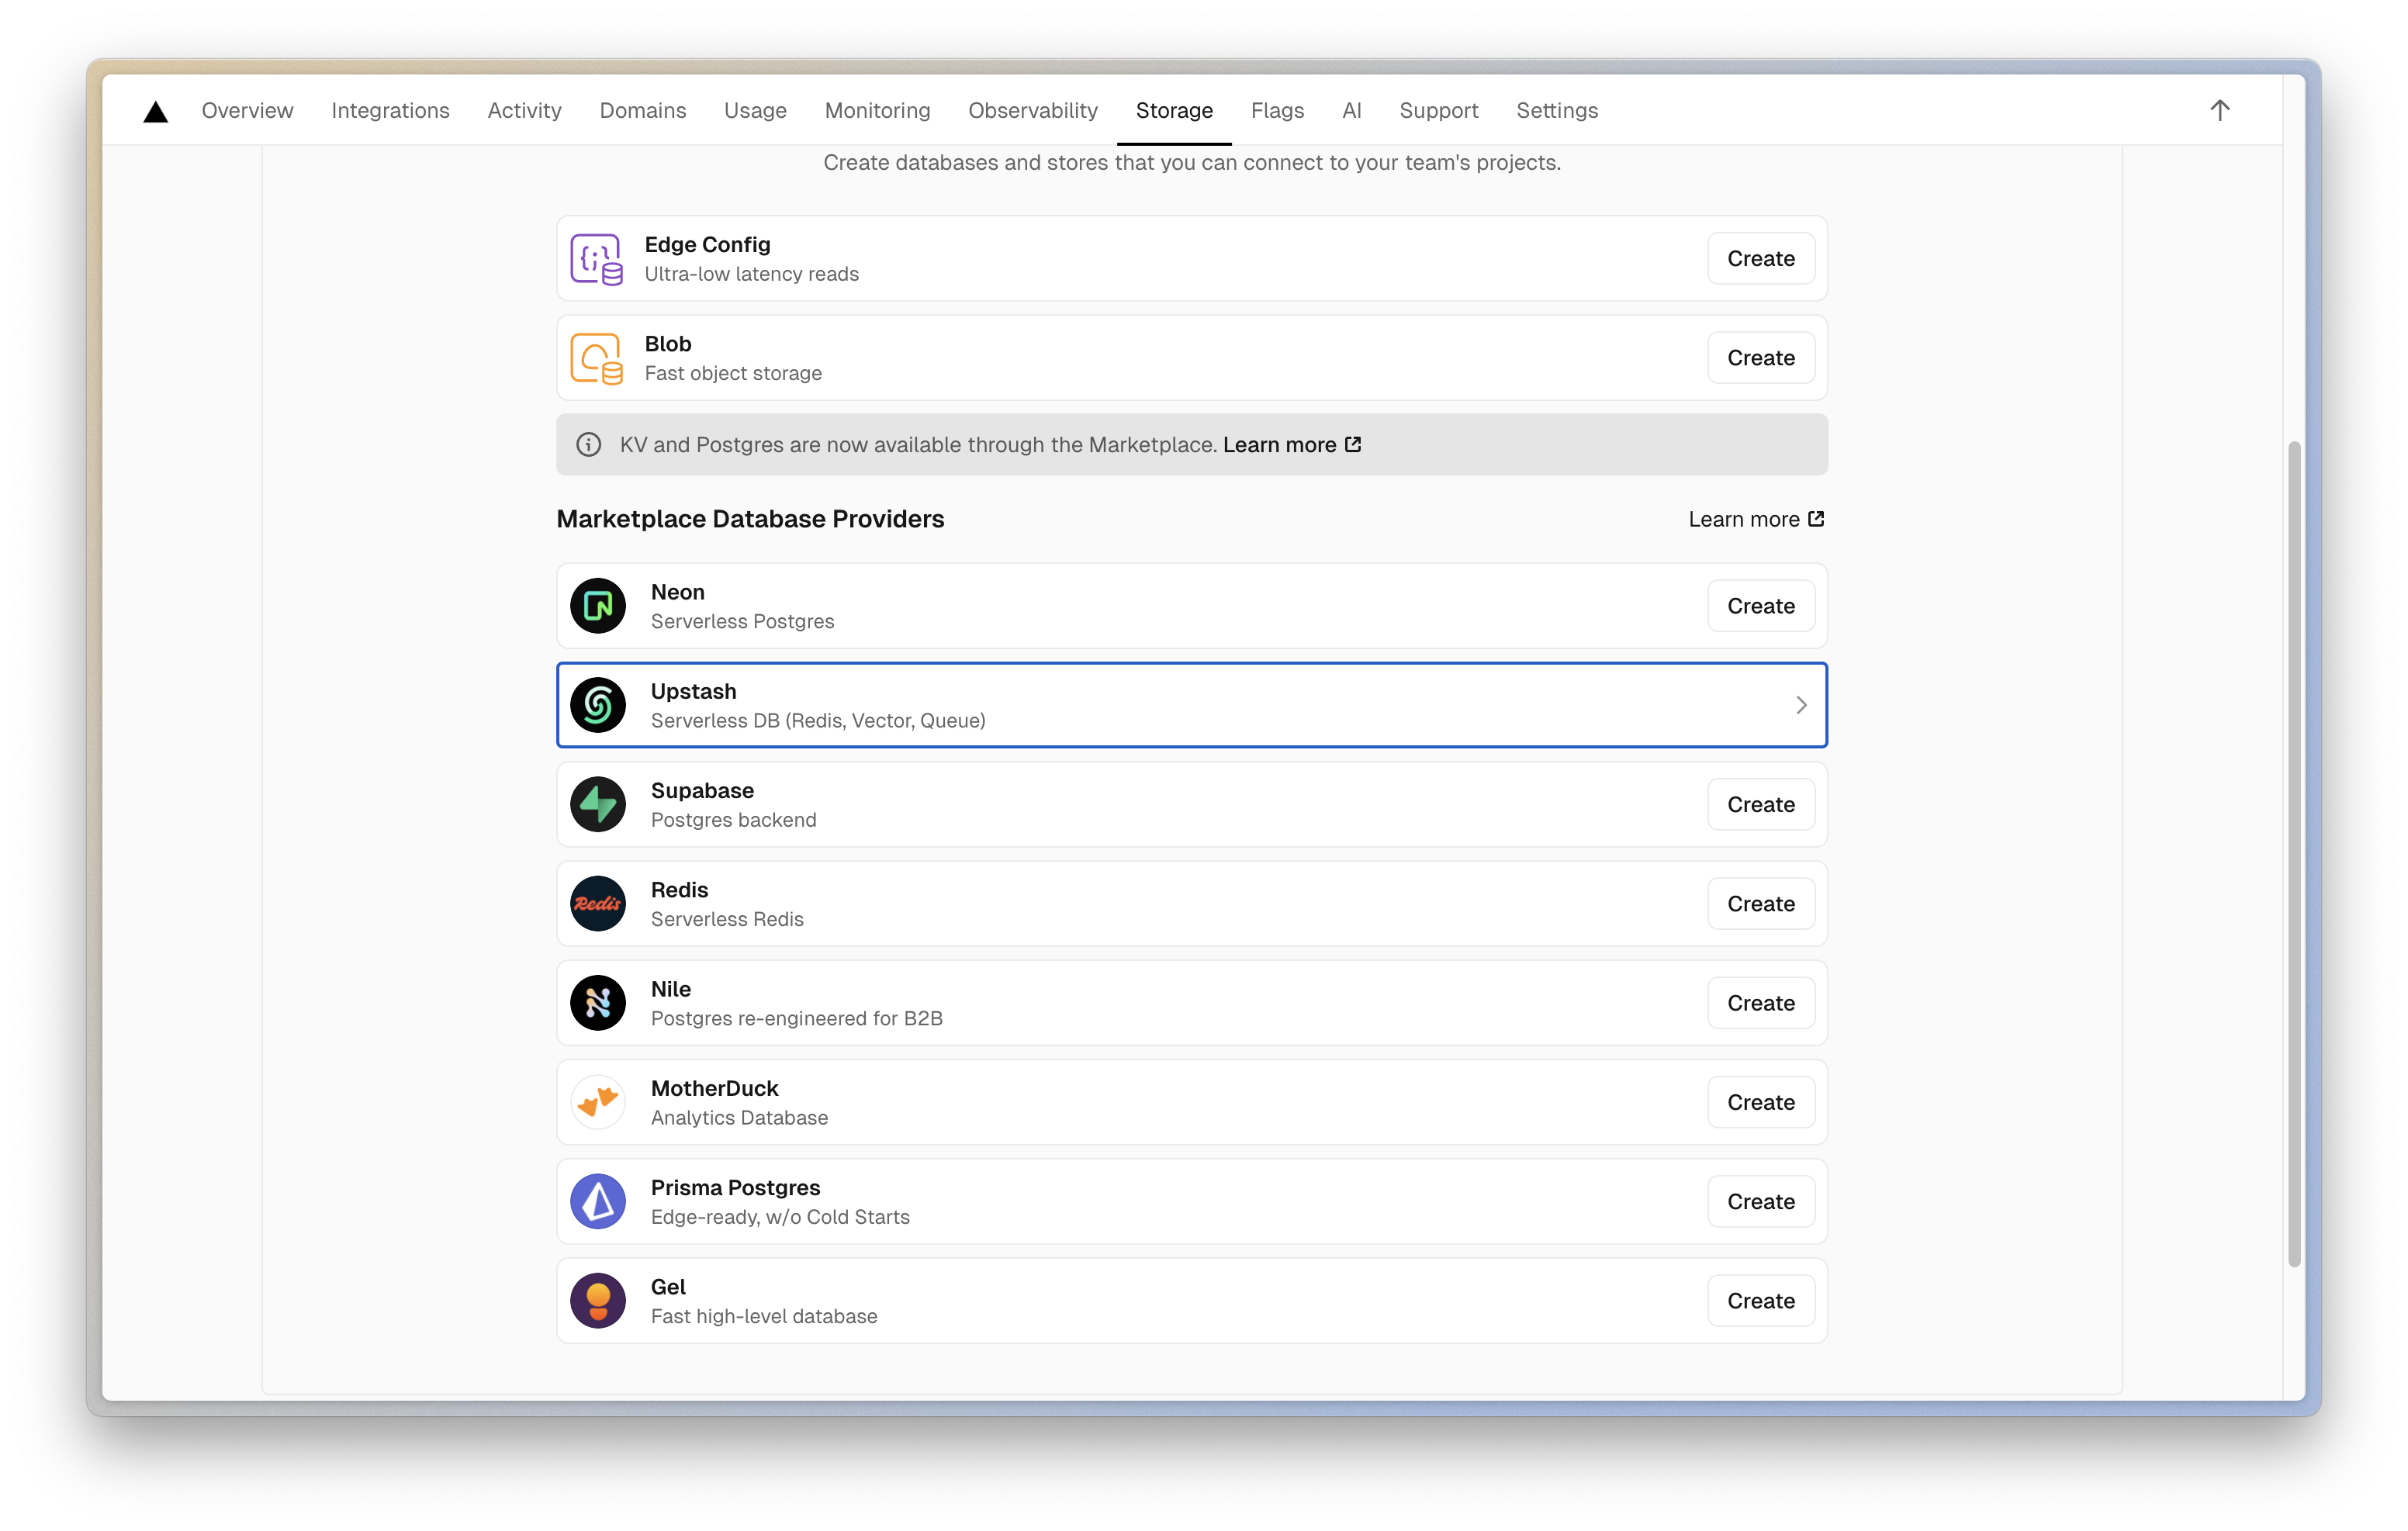 Overview Integrations Activity Domains Usage Monitoring Observability Storage Flags AI Support Settings
Create databases and stores that you can connect to your team's projects.
Edge Config
Ultra-low latency reads
Create
Blob
Fast object storage
Create
KV and Postgres are now available through the Marketplace. Learn more
Marketplace Database Providers
Learn more
Neon
Serverless Postgres
Create
Upstash
Serverless DB (Redis, Vector, Queue)
Supabase
Postgres backend
Create
Redis
Redis
Serverless Redis
Create
Nile
Postgres re-engineered for B2B
Create
MotherDuck
Analytics Database
Create
Prisma Postgres
Edge-ready, w/o Cold Starts
Create
Gel
Fast high-level database
Create